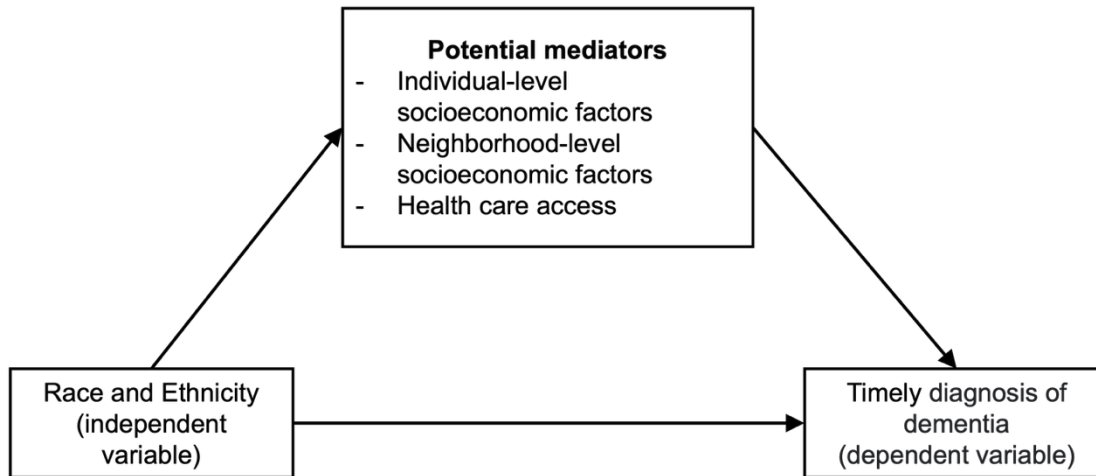 Potential mediators
- Individual-level
socioeconomic factors
- Neighborhood-level
socioeconomic factors
- Health care access
Race and Ethnicity
(independent
variable)
Timely diagnosis of
dementia
(dependent variable)